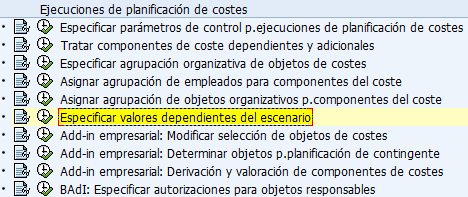 Ejecuciones de planificación de costes
Especificar parámetros de control p.ejecuciones de planificación de costes
Tratar componentes de coste dependientes y adicionales
Especificar agrupación organizativa de objetos de costes
Asignar agrupación de empleados para componentes del coste
Asignar agrupación de objetos organizativos p.componentes del coste
Especificar valores dependientes del escenario
Add-in empresarial: Modificar selección de objetos de costes
Add-in empresarial: Determinar objetos p.planificación de contingente
Add-in empresarial: Derivación y valoración de componentes de costes
BAdI: Especificar autorizaciones para objetos responsables